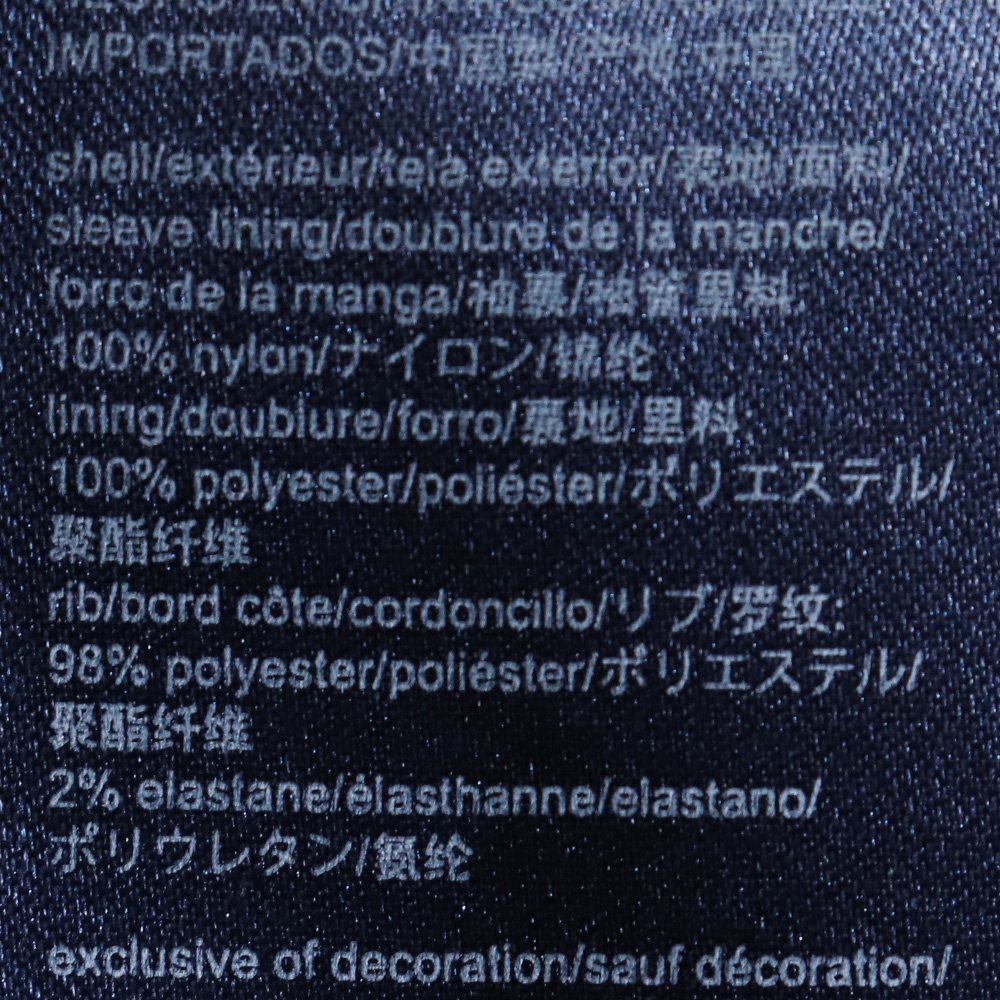 IMPORTADOS/中国製/产地:中国
shell/extérieur/tela exterior/表地/面料/
sleeve lining/doublure de la manche/
forro de la manga/袖裏/袖管里料:
100% nylon/ナイロン/锦纶
lining/doublure/forro/裏地/里料:
100% polyester/poliéster/ポリエステル/
聚酯纤维
rib/bord côte/cordoncillo/リブ/罗纹:
98% polyester/poliéster/ポリエステル/
聚酯纤维
2% elastane/élasthanne/elastano/
ポリウレタン/氨纶
exclusive of decoration/sauf décoration/